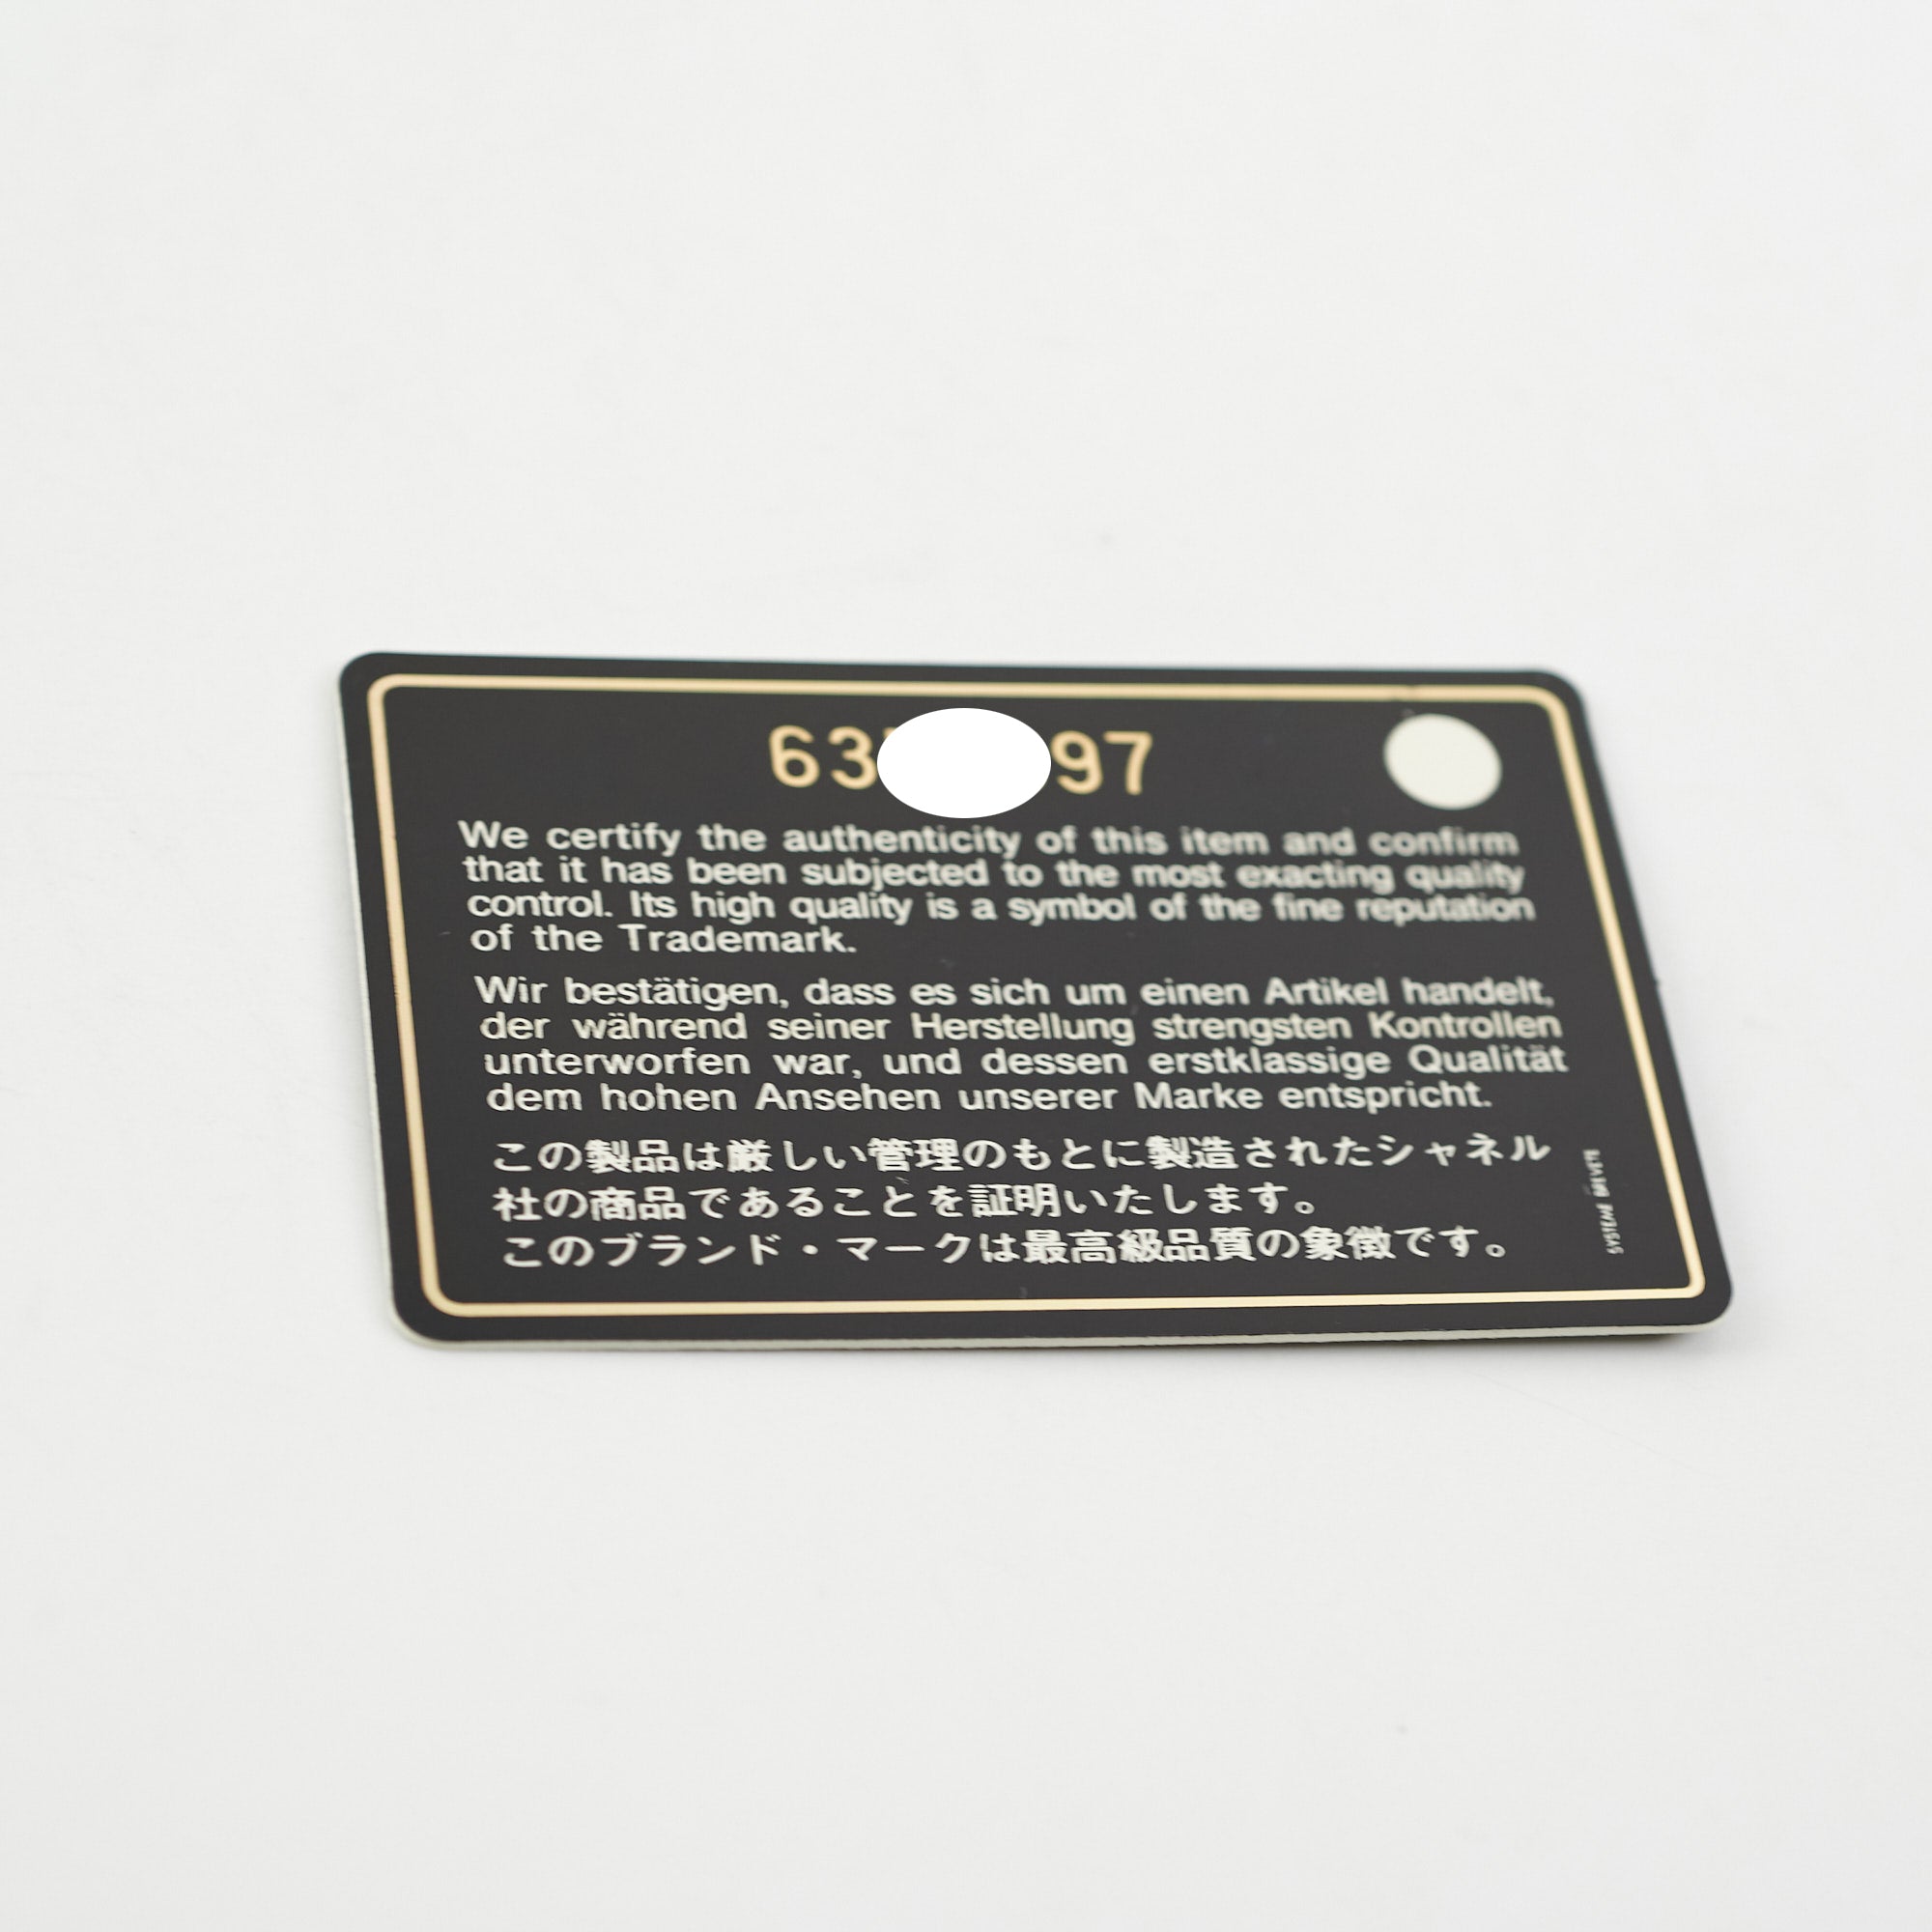 63 97
We certify the authenticity of this item and confirm
that it has been subjected to the most exacting quality
control. Its high quality is a symbol of the fine reputation
of the Trademark.
Wir bestätigen, dass es sich um einen Artikel handelt,
der während seiner Herstellung strengsten Kontrollen
unterworfen war, und dessen erstklassige Qualität
dem hohen Ansehen unserer Marke entspricht.
この製品は厳しい管理のもとに製造されたシャネル
社の商品であることを証明いたします。
このブランド・マークは最高級品質の象徴です。
SYSTEME BREVETE